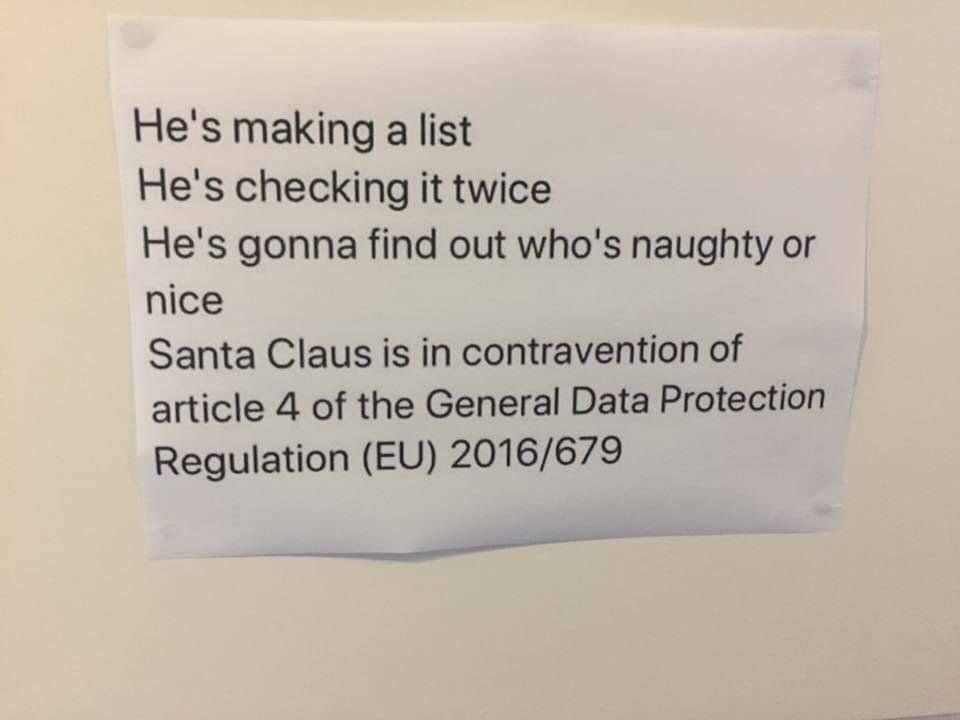 He's making a list
He's checking it twice
He's gonna find out who's naughty or
nice
Santa Claus is in contravention of
article 4 of the General Data Protection
Regulation (EU) 2016/679